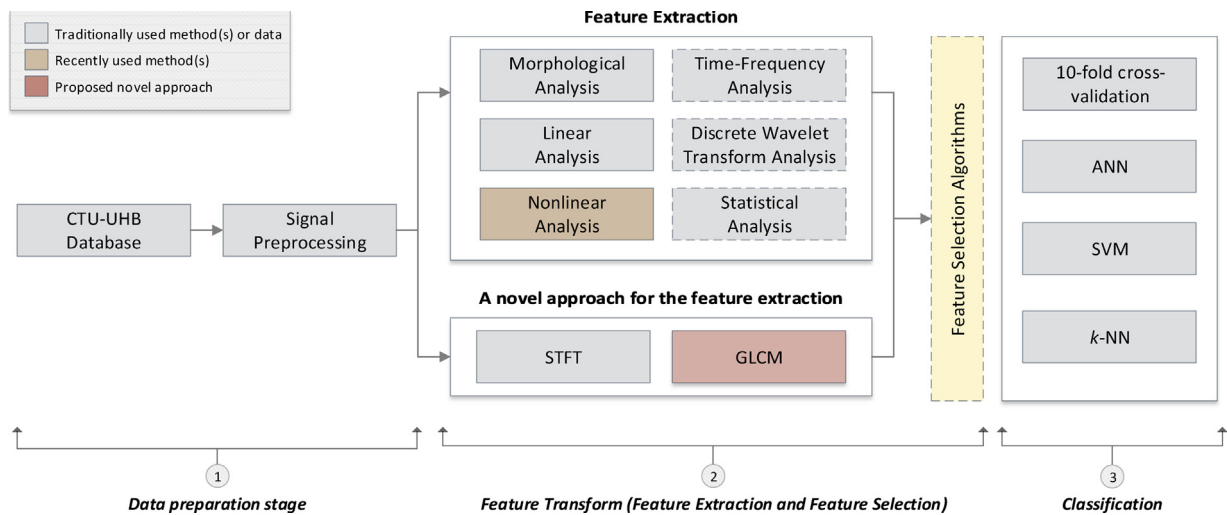 Traditionally used method(s) or data
Recently used method(s)
Proposed novel approach
CTU-UHB
Database
Signal
Preprocessing
Feature Extraction
Morphological
Analysis
Time-Frequency
Analysis
Linear
Analysis
Discrete Wavelet
Transform Analysis
Nonlinear
Analysis
Statistical
Analysis
A novel approach for the feature extraction
STFT
GLCM
Feature Selection Algorithms
10-fold cross-
validation
ANN
SVM
k-NN
1
Data preparation stage
2
Feature Transform (Feature Extraction and Feature Selection)
3
Classification